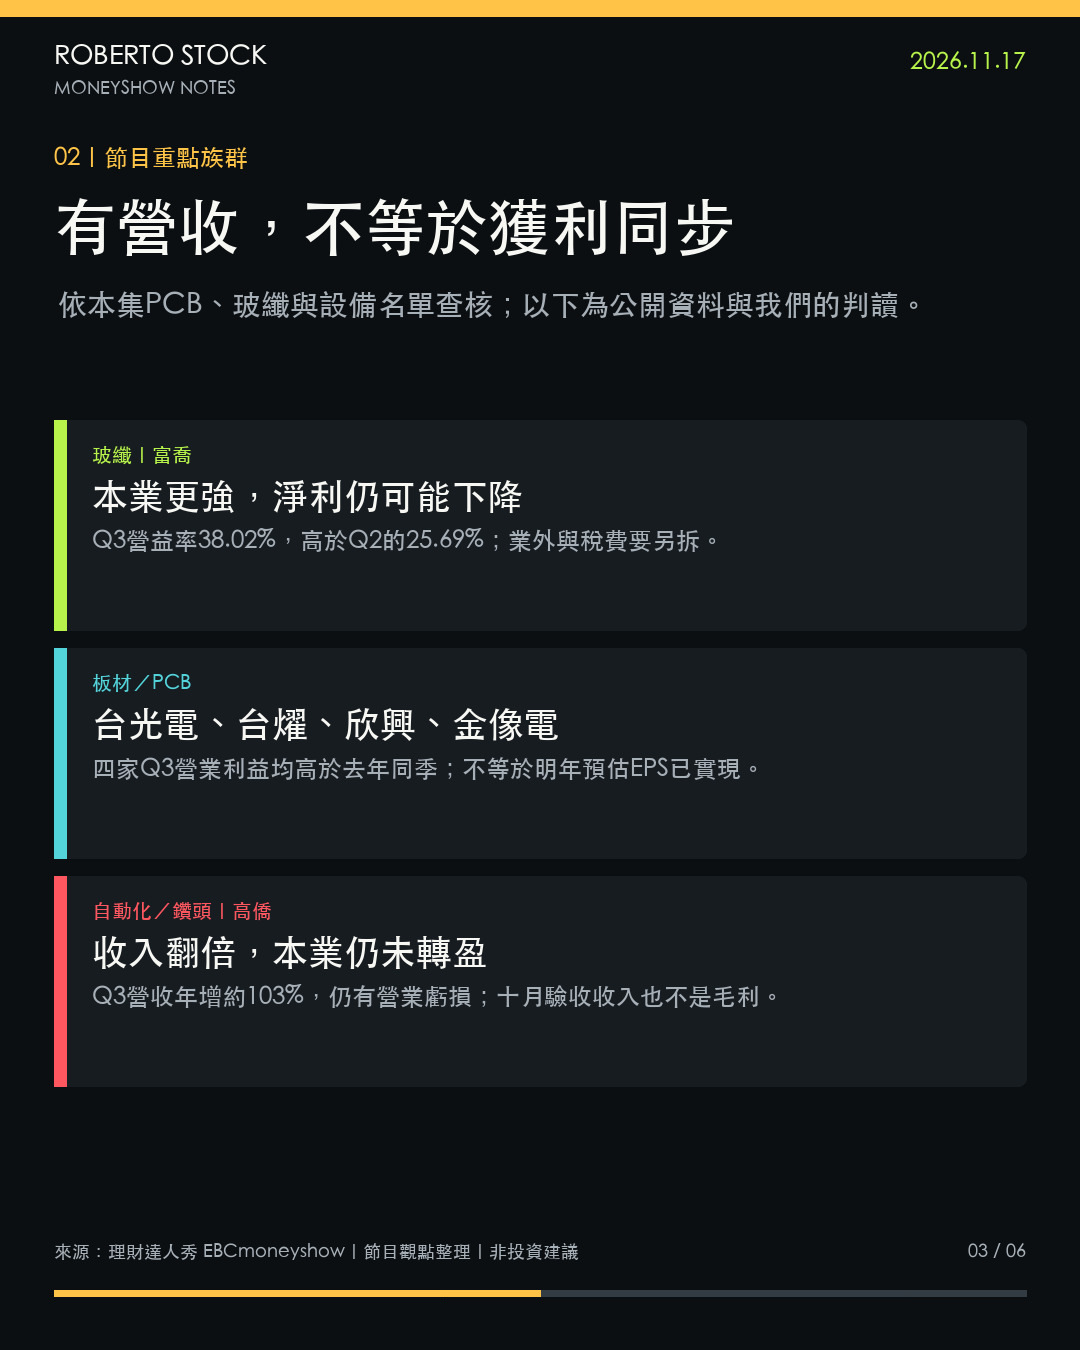 ROBERTO STOCK
MONEYSHOW NOTES
2026.11.17
02 | 節目重點族群
有營收，不等於獲利同步
依本集PCB、玻纖與設備名單查核；以下為公開資料與我們的判讀。
玻纖 | 富喬
本業更強，淨利仍可能下降
Q3營益率38.02%，高於Q2的25.69%；業外與稅費要另拆。
板材／PCB
台光電、台燿、欣興、金像電
四家Q3營業利益均高於去年同季；不等於明年預估EPS已實現。
自動化／鑽頭 | 高僑
收入翻倍，本業仍未轉盈
Q3營收年增約103%，仍有營業虧損；十月驗收收入也不是毛利。
來源：理財達人秀 EBCmoneyshow | 節目觀點整理 | 非投資建議
03 / 06